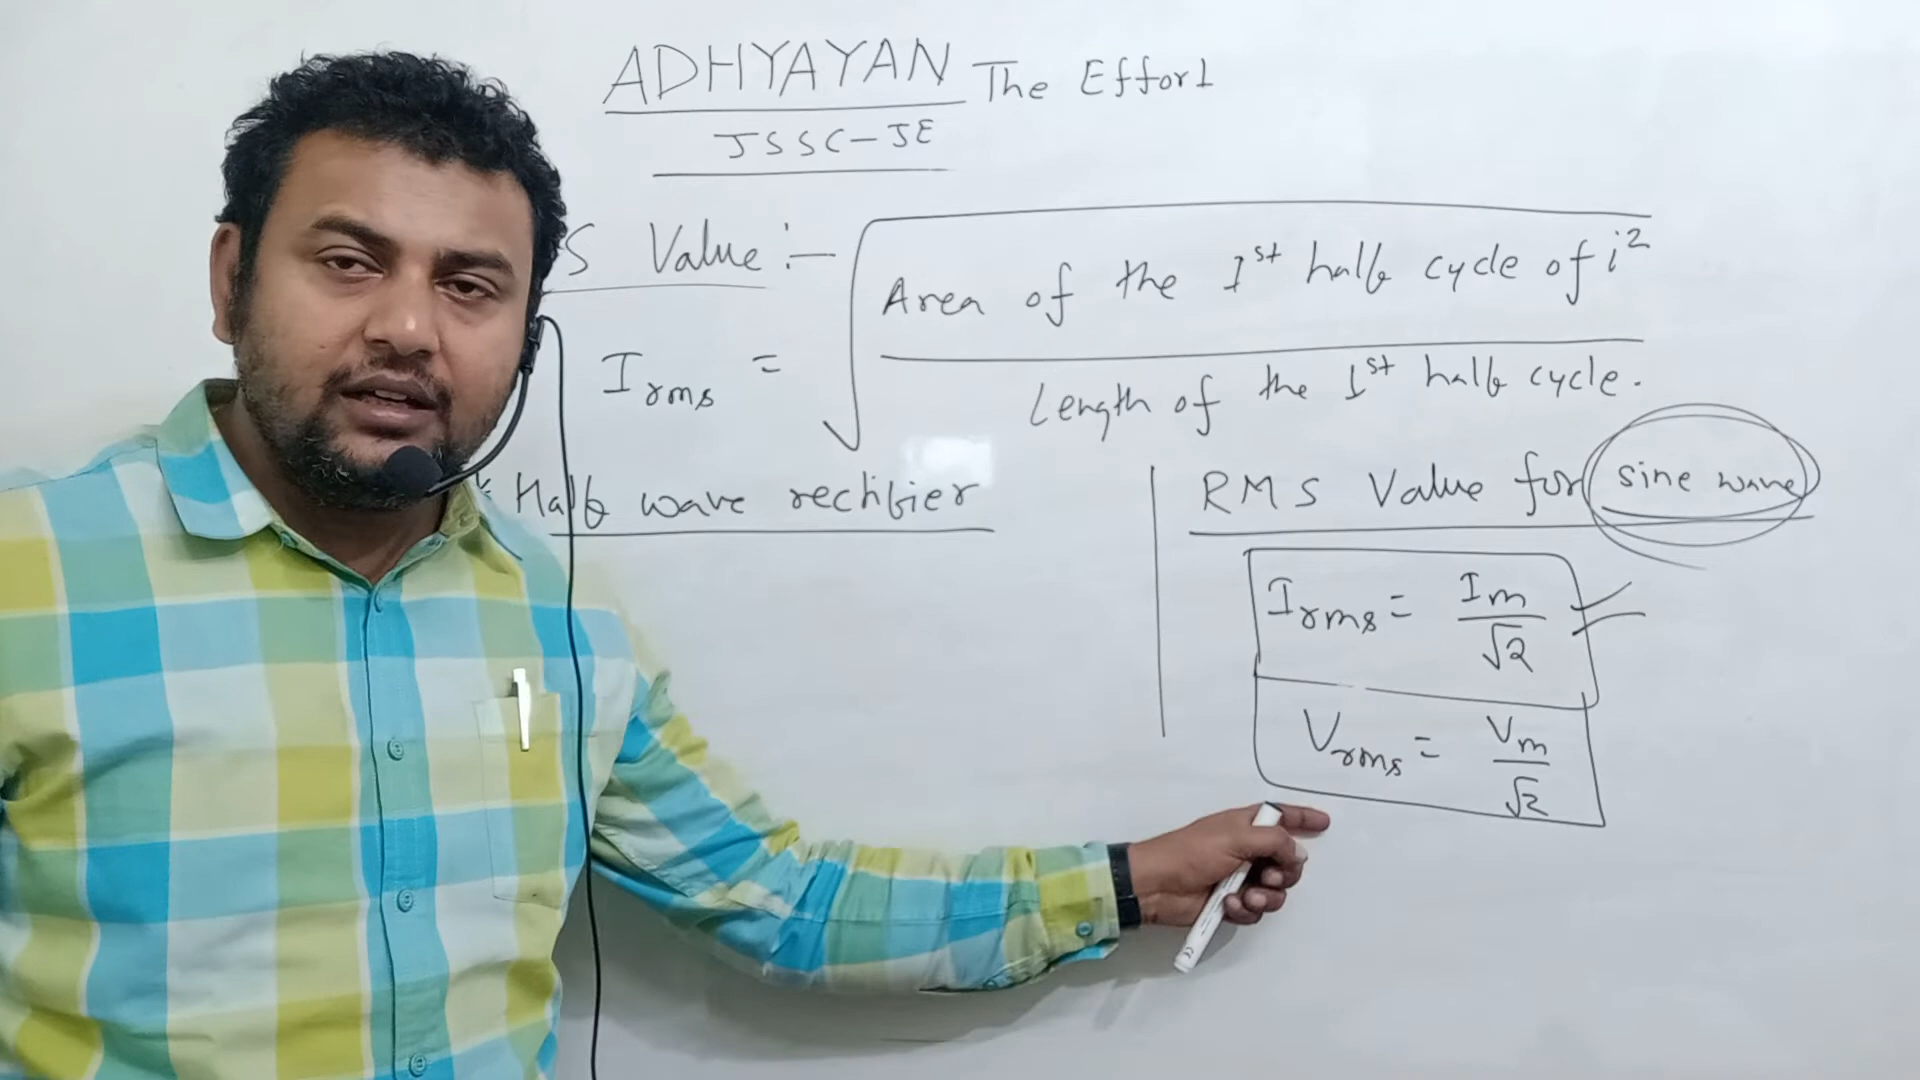 ADHYAYAN The Effort
JSSC-JE
S Value :-
Irms = √ Area of the 1st half cycle of i²
Length of the 1st half cycle.
* Half wave rectifier
RMS Value for sine wave
Irms = Im/√2
Vrms = Vm/√2